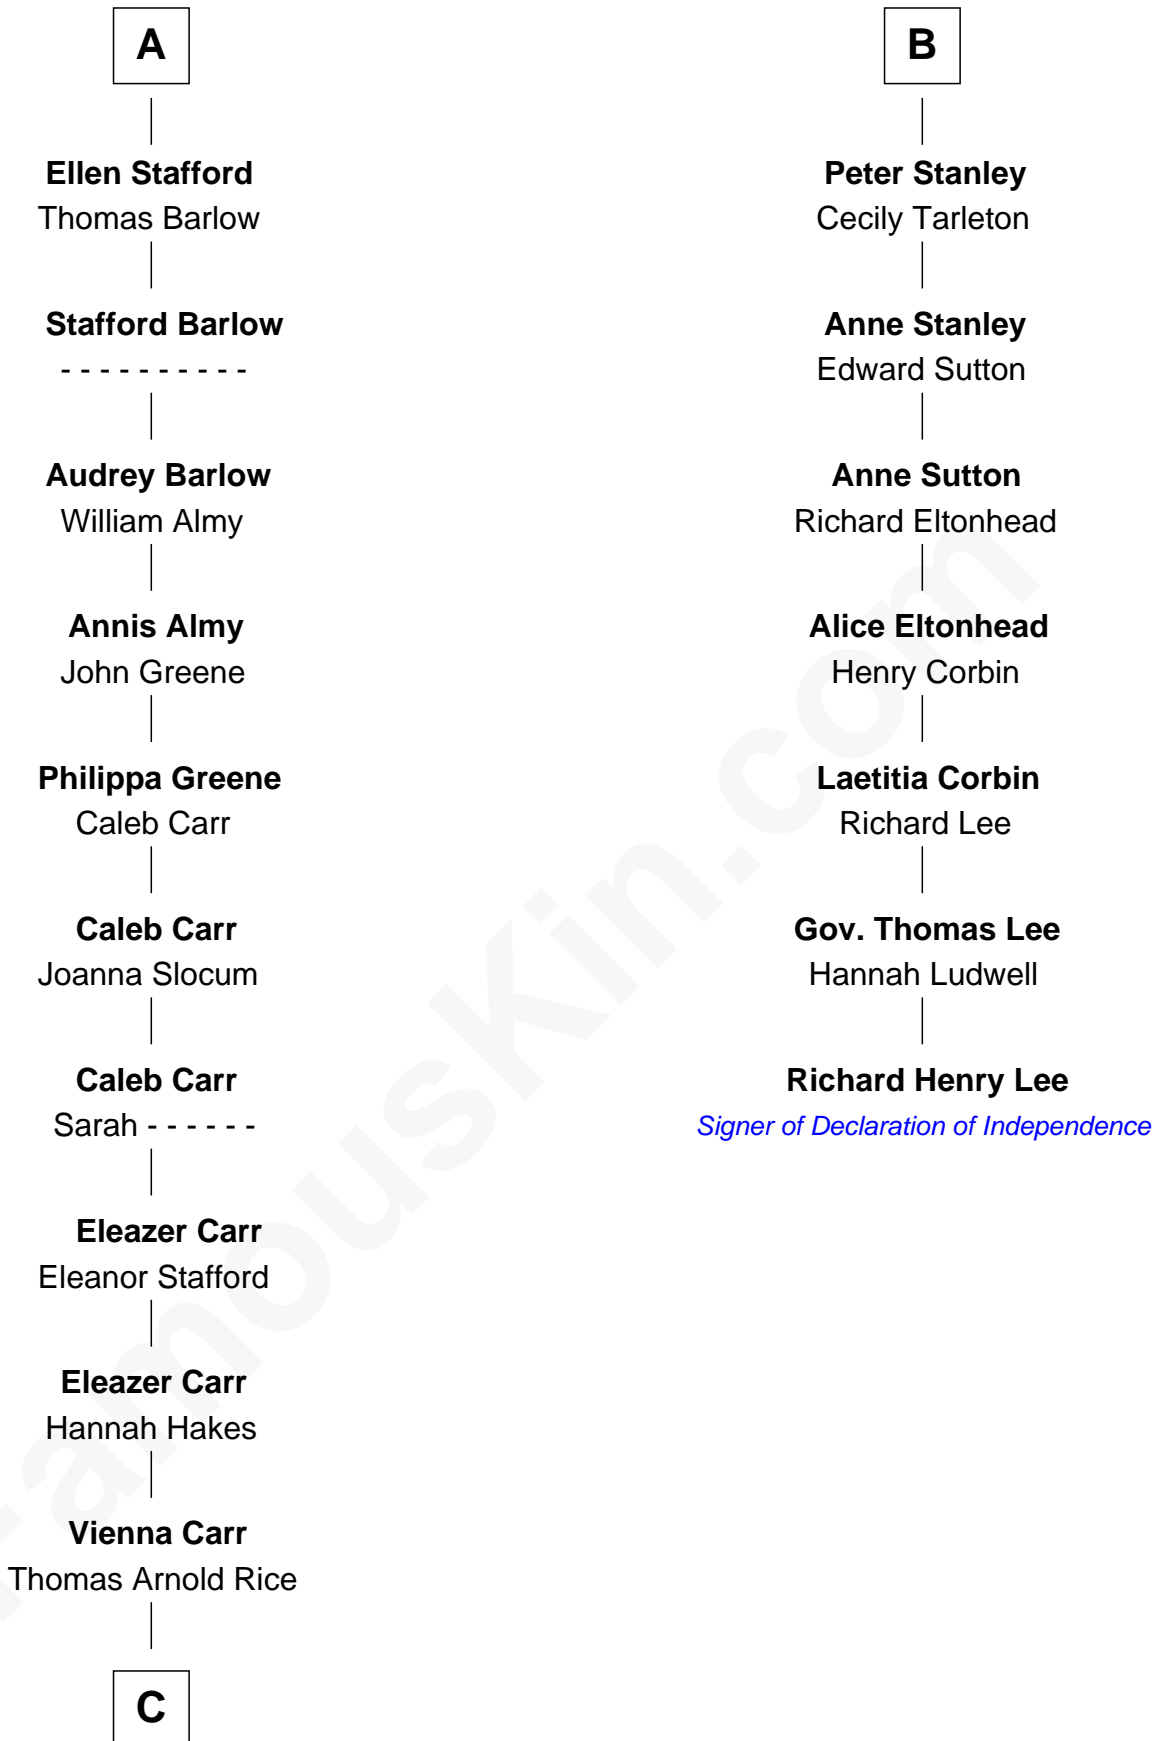 A
Ellen Stafford
Thomas Barlow
Stafford Barlow
- - - - - - - - - -
Audrey Barlow
William Almy
Annis Almy
John Greene
Philippa Greene
Caleb Carr
Caleb Carr
Joanna Slocum
Caleb Carr
Sarah - - - - - -
Eleazer Carr
Eleanor Stafford
Eleazer Carr
Hannah Hakes
Vienna Carr
Thomas Arnold Rice
C
B
Peter Stanley
Cecily Tarleton
Anne Stanley
Edward Sutton
Anne Sutton
Richard Eltonhead
Alice Eltonhead
Henry Corbin
Laetitia Corbin
Richard Lee
Gov. Thomas Lee
Hannah Ludwell
Richard Henry Lee
Signer of Declaration of Independence
FamousKin.com